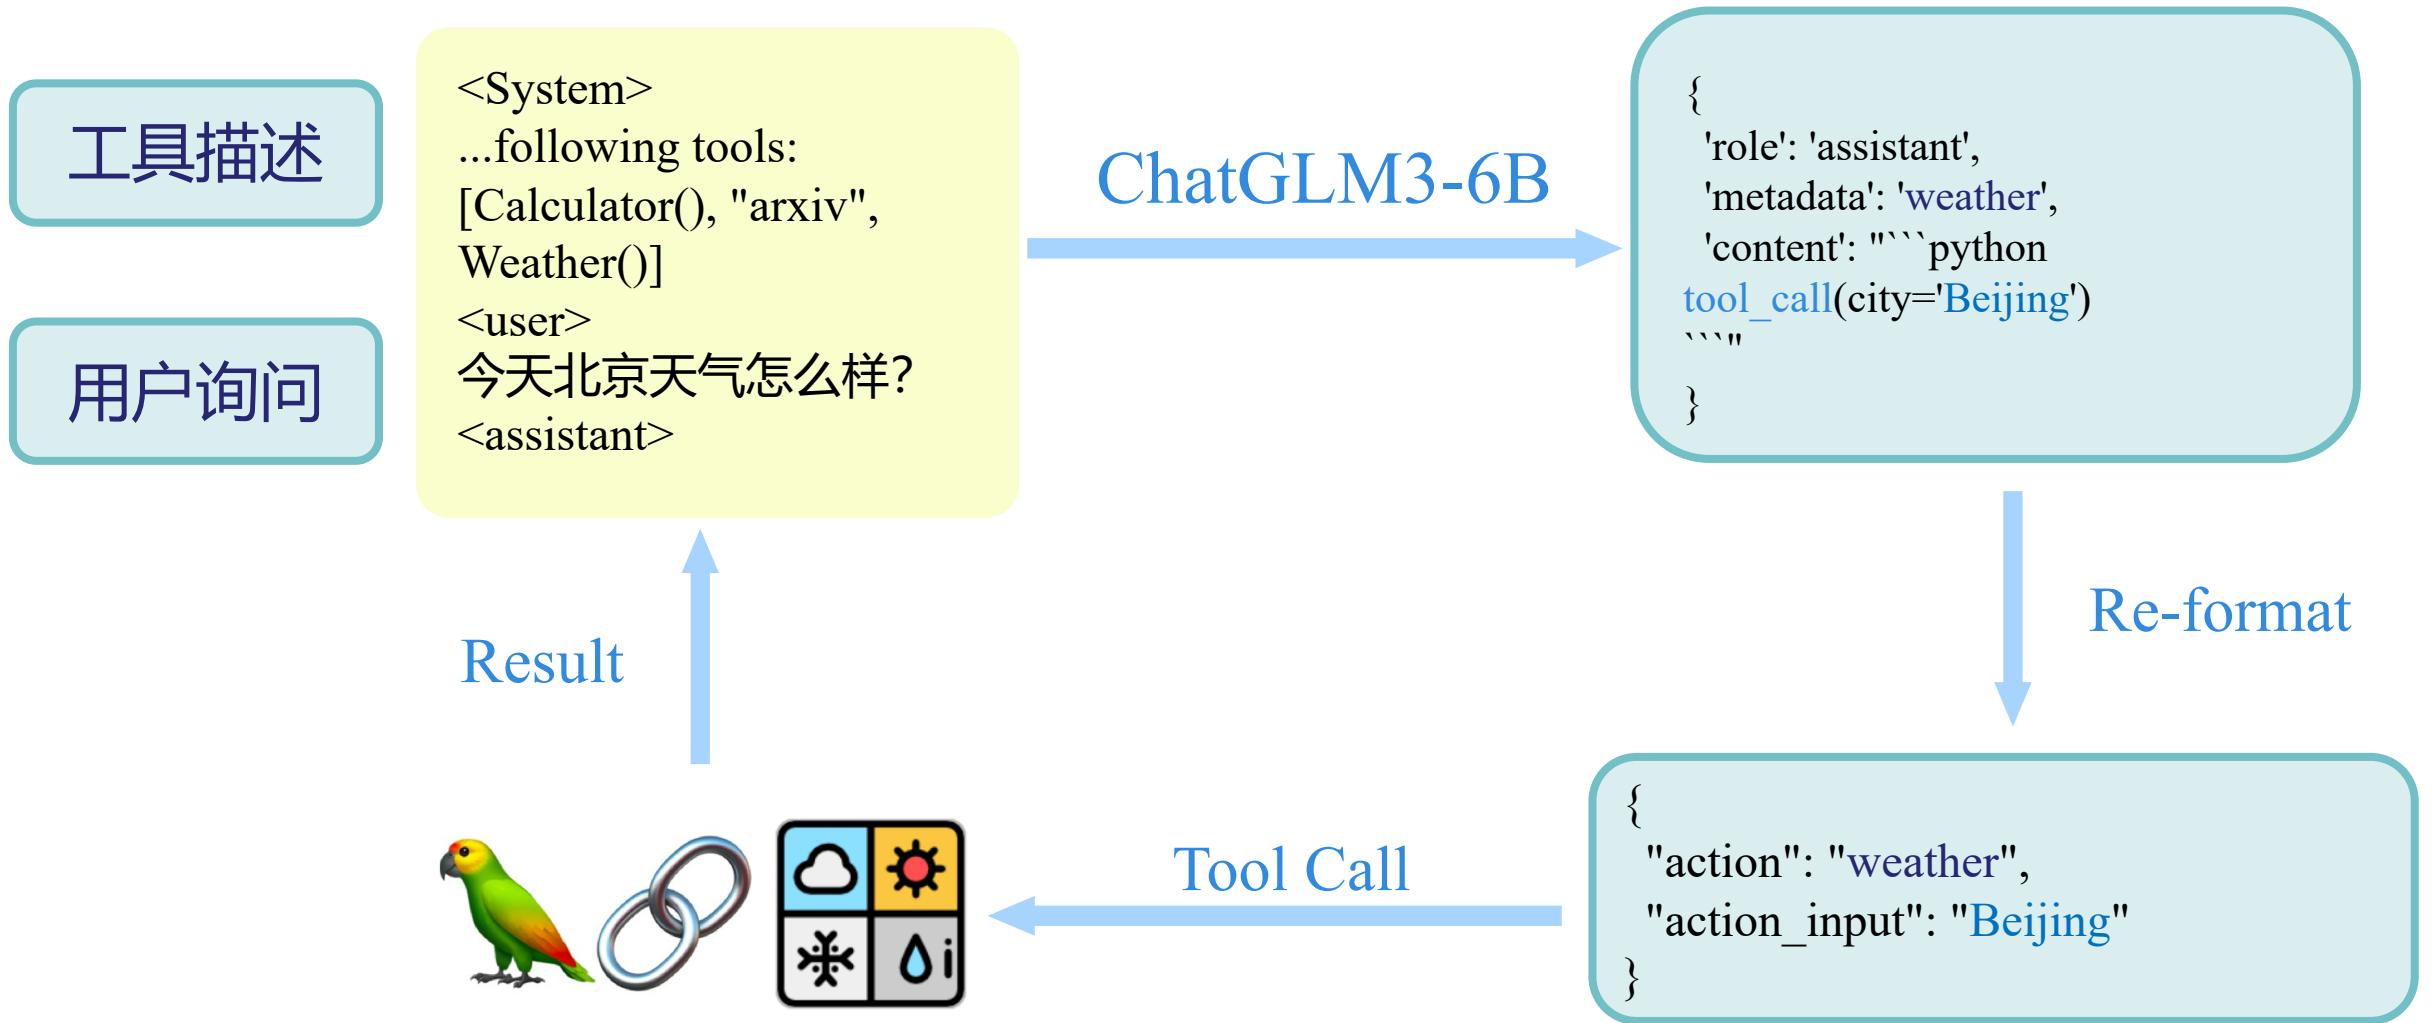 工具描述
用户询问
<System>
...following tools:
[Calculator(), "arxiv",
Weather()]
<user>
今天北京天气怎么样?
<assistant>
ChatGLM3-6B
{
'role': 'assistant',
'metadata': 'weather',
'content': "```python
tool_call(city='Beijing')
```"
}
Re-format
{
"action": "weather",
"action_input": "Beijing"
}
Tool Call
i
Result